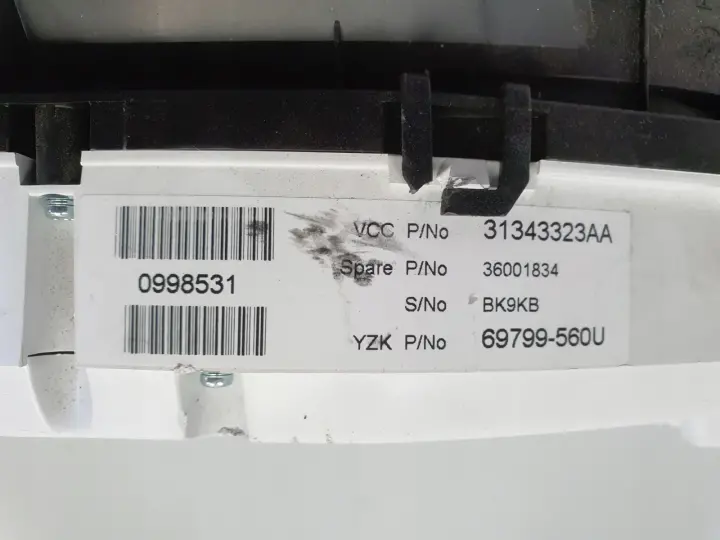 0998531
VCC P/No 31343323AA
Spare P/No 36001834
S/No BK9KB
YZK P/No 69799-560U